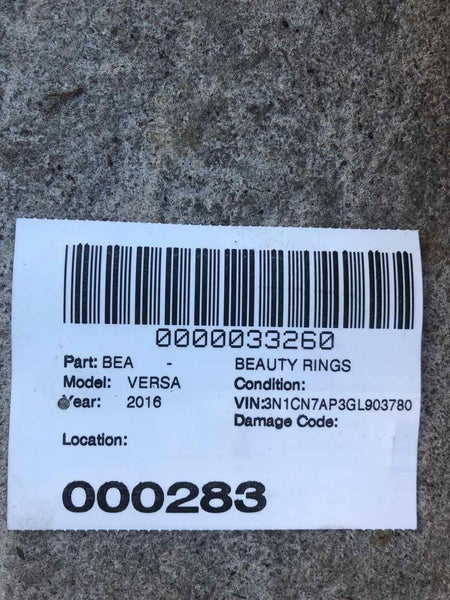 0000033260
Part: BEA - BEAUTY RINGS
Model: VERSA Condition:
Year: 2016 VIN:3N1CN7AP3GL903780
Damage Code:
Location:
000283